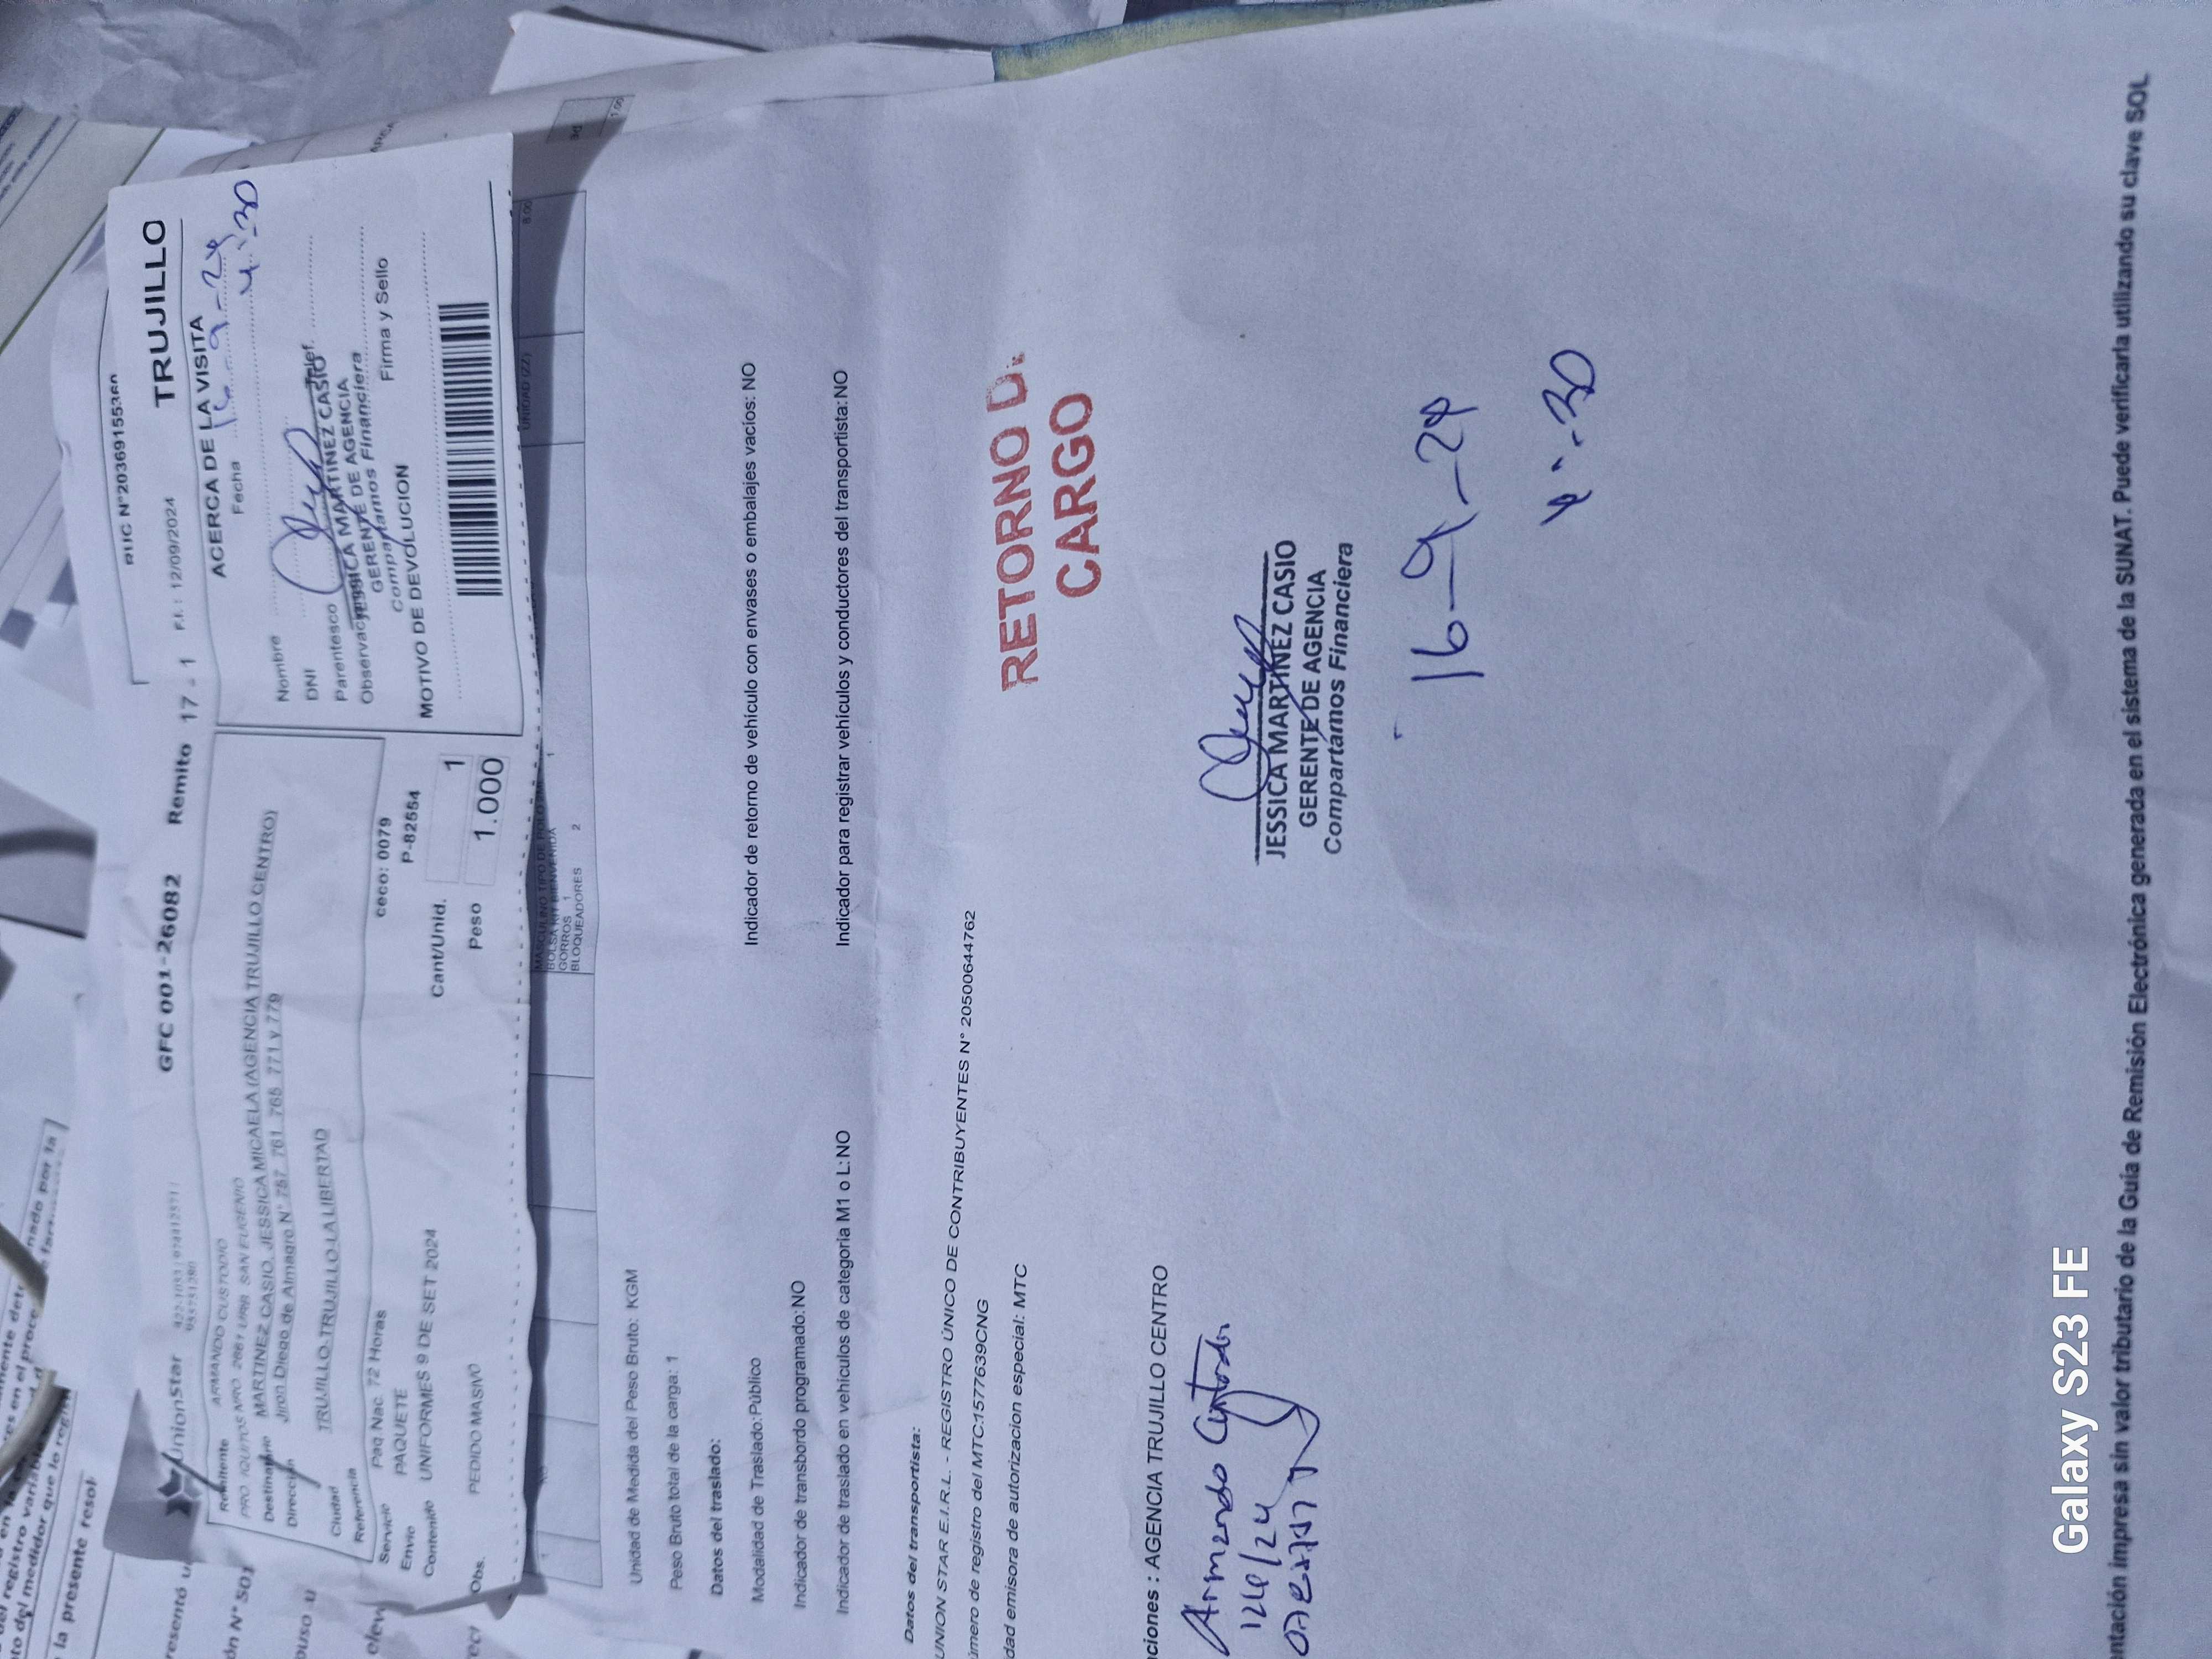 RUC N°20369155360
UnionStar
GFC 001-26082
Remito 17 - 1
F.I. : 12/09/2024
TRUJILLO
Remitente ARMANDO CUSTODIO
PRO. IQUITOS NRO. 2661 URB. SAN EUGENIO
Destinatario MARTINEZ CASIO, JESSICA MICAELA (AGENCIA TRUJILLO CENTRO)
Dirección Jiron Diego de Almagro N° 757 761 765 771 y 779
Ciudad TRUJILLO-TRUJILLO-LA LIBERTAD
Referencia
Servicio Paq Nac. 72 Horas
ceco: 0079
Envio PAQUETE
P-82554
Contenido UNIFORMES 9 DE SET 2024
Cant/Unid. 1
Obs. PEDIDO MASIVO
Peso 1.000
ACERCA DE LA VISITA
Fecha 16-9-24
4:30
Nombre
DNI
Telef.
Parentesco
JESSICA MARTINEZ CASIO
GERENTE DE AGENCIA
Compartamos Financiera
Firma y Sello
MOTIVO DE DEVOLUCION
BOLSA KIT BIENVENIDA
GORROS 1
BLOQUEADORES 2
UNIDAD (ZZ)
Unidad de Medida del Peso Bruto: KGM
Peso Bruto total de la carga: 1
Datos del traslado:
Modalidad de Traslado:Público
Indicador de retorno de vehículo con envases o embalajes vacíos: NO
Indicador de transbordo programado:NO
Indicador de traslado en vehículos de categoría M1 o L:NO
Indicador para registrar vehículos y conductores del transportista:NO
Datos del transportista:
UNION STAR E.I.R.L. - REGISTRO ÚNICO DE CONTRIBUYENTES N° 20500644762
úmero de registro del MTC:1577639CNG
dad emisora de autorizacion especial: MTC
RETORNO D.
CARGO
ciones : AGENCIA TRUJILLO CENTRO
Armando Custodio
JESSICA MARTINEZ CASIO
GERENTE DE AGENCIA
Compartamos Financiera
16-9-24
4:30
Galaxy S23 FE
ntación impresa sin valor tributario de la Guía de Remisión Electrónica generada en el sistema de la SUNAT. Puede verificarla utilizando su clave SOL